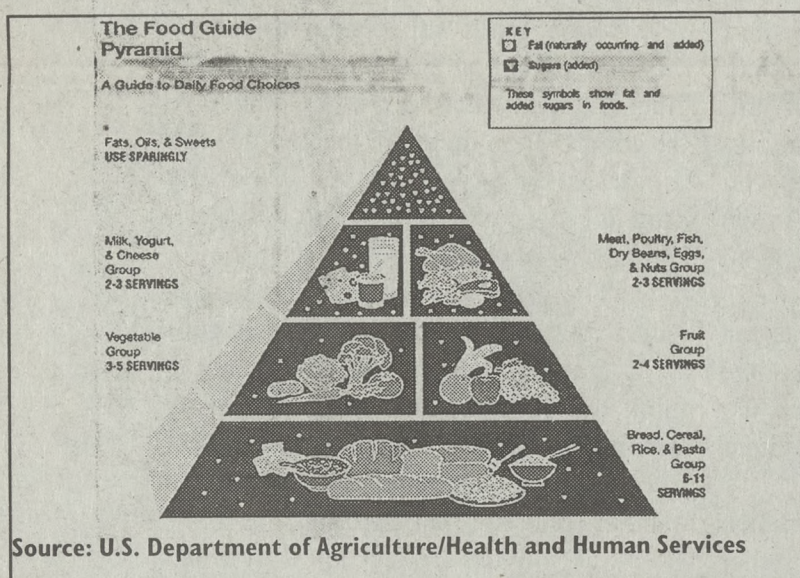 The Food Guide
Pyramid
A Guide to Daily Food Choices
KEY
Fat (naturally occurring and added)
Sugars (added)
These symbols show fat and
added sugars in foods.
Fats, Oils, & Sweets
USE SPARINGLY
Milk, Yogurt,
& Cheese
Group
2-3 SERVINGS
Meat, Poultry, Fish,
Dry Beans, Eggs,
& Nuts Group
2-3 SERVINGS
Vegetable
Group
3-5 SERVINGS
Fruit
Group
2-4 SERVINGS
Bread, Cereal,
Rice, & Pasta
Group
6-11
SERVINGS
Source: U.S. Department of Agriculture/Health and Human Services